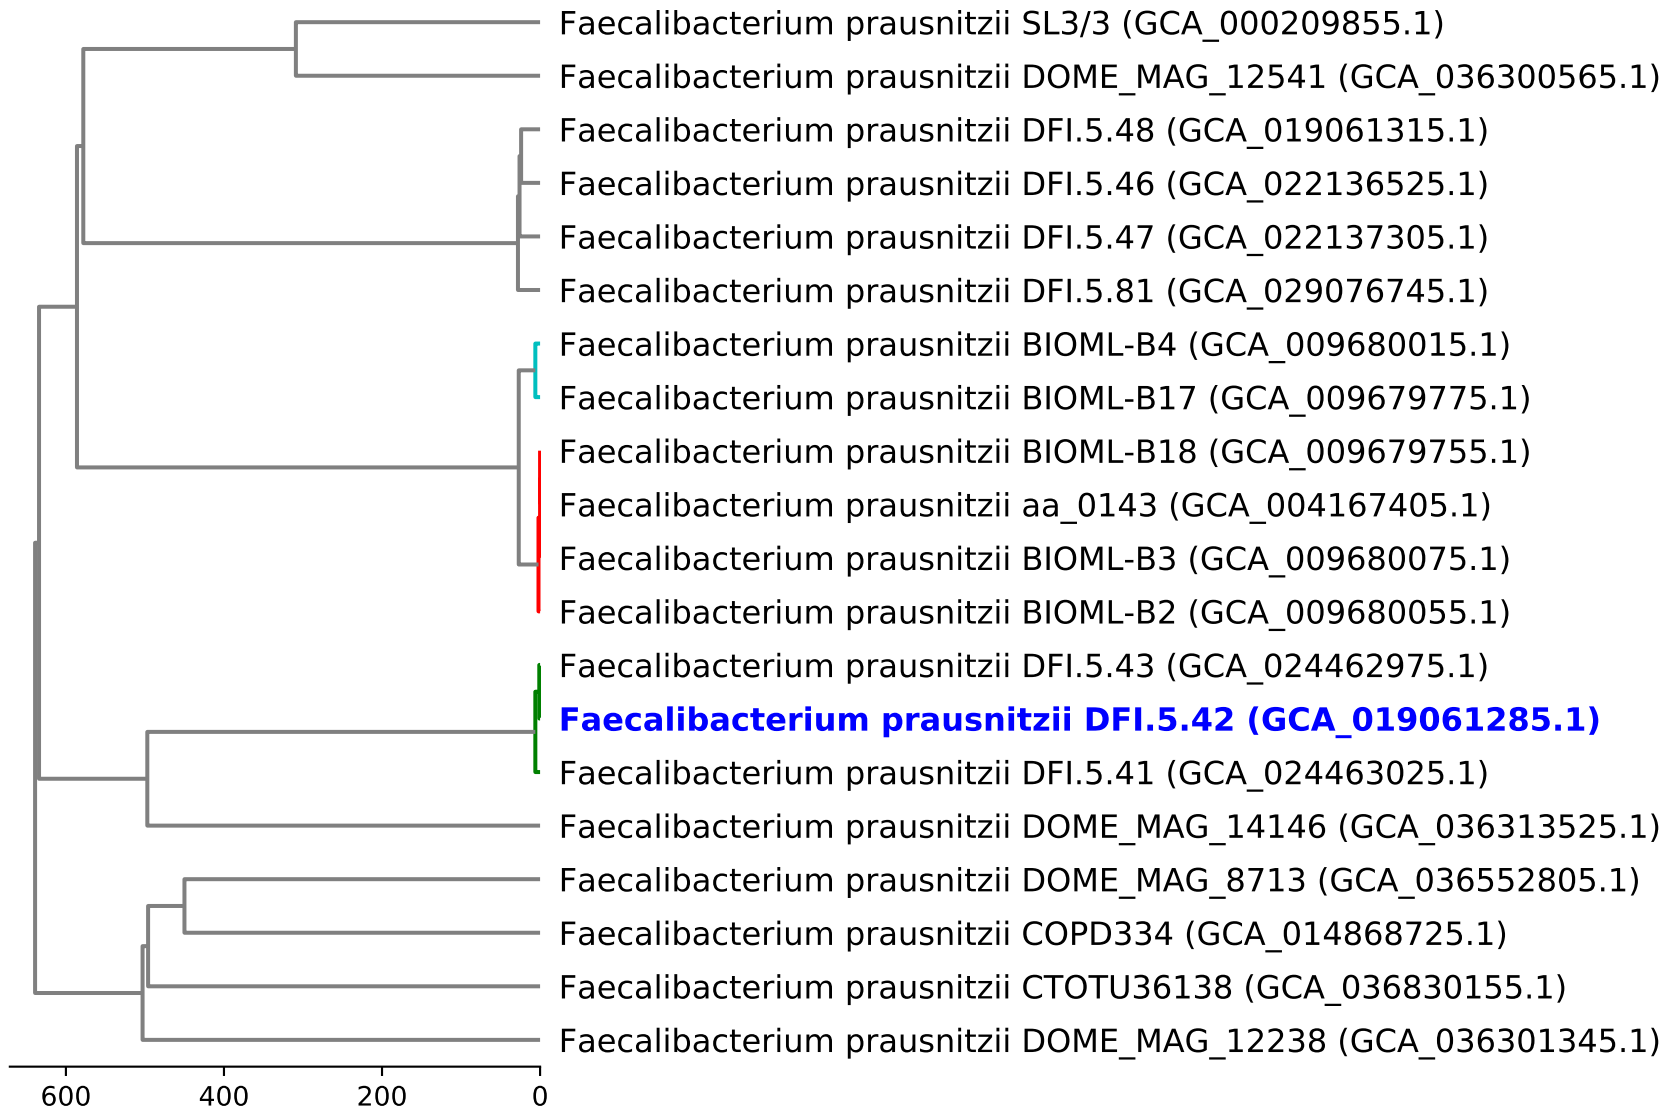 Faecalibacterium prausnitzii SL3/3 (GCA_000209855.1)
Faecalibacterium prausnitzii DOME_MAG_12541 (GCA_036300565.1)
Faecalibacterium prausnitzii DFI.5.48 (GCA_019061315.1)
Faecalibacterium prausnitzii DFI.5.46 (GCA_022136525.1)
Faecalibacterium prausnitzii DFI.5.47 (GCA_022137305.1)
Faecalibacterium prausnitzii DFI.5.81 (GCA_029076745.1)
Faecalibacterium prausnitzii BIOML-B4 (GCA_009680015.1)
Faecalibacterium prausnitzii BIOML-B17 (GCA_009679775.1)
Faecalibacterium prausnitzii BIOML-B18 (GCA_009679755.1)
Faecalibacterium prausnitzii aa_0143 (GCA_004167405.1)
Faecalibacterium prausnitzii BIOML-B3 (GCA_009680075.1)
Faecalibacterium prausnitzii BIOML-B2 (GCA_009680055.1)
Faecalibacterium prausnitzii DFI.5.43 (GCA_024462975.1)
Faecalibacterium prausnitzii DFI.5.42 (GCA_019061285.1)
Faecalibacterium prausnitzii DFI.5.41 (GCA_024463025.1)
Faecalibacterium prausnitzii DOME_MAG_14146 (GCA_036313525.1)
Faecalibacterium prausnitzii DOME_MAG_8713 (GCA_036552805.1)
Faecalibacterium prausnitzii COPD334 (GCA_014868725.1)
Faecalibacterium prausnitzii CTOTU36138 (GCA_036830155.1)
Faecalibacterium prausnitzii DOME_MAG_12238 (GCA_036301345.1)
600 400 200 0